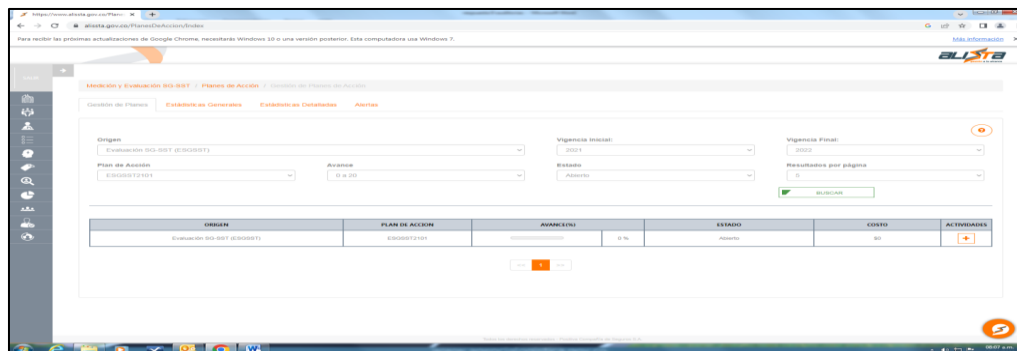 https://www.alissta.gov.co/Planes
alissta.gov.co/PlanesDeAccion/Index
Para recibir las próximas actualizaciones de Google Chrome, necesitarás Windows 10 o una versión posterior. Esta computadora usa Windows 7.
Más información
ALISSTA
Medición y Evaluación SG-SST / Planes de Acción / Gestión de Planes de Acción
Gestión de Planes Estadísticas Generales Estadísticas Detalladas Alertas
Origen Vigencia Inicial: Vigencia Final:
Evaluación SG-SST (ESGSST) 2021 2022
Plan de Acción Avance Estado Resultados por página
ESGSST2101 0 a 20 Abierto 5
BUSCAR
ORIGEN PLAN DE ACCION AVANCE(%) ESTADO COSTO ACTIVIDADES
Evaluación SG-SST (ESGSST) ESGSST2101 0 % Abierto $0 +
<< 1 >>
08:07 a.m.